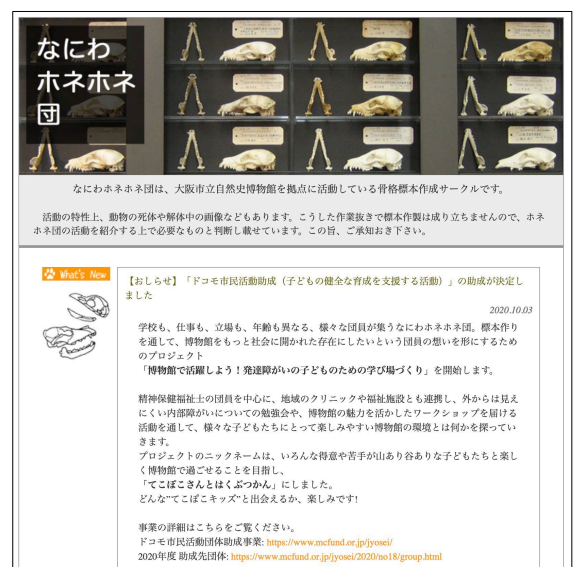 なにわ
ホネホネ
団
なにわホネホネ団は、大阪市立自然史博物館を拠点に活動している骨格標本作成サークルです。
活動の特性上、動物の死体や解体中の画像などもあります。こうした作業抜きで標本作製は成り立ちませんので、ホネ
ホネ団の活動を紹介する上で必要なものと判断し載せています。この旨、ご承知おき下さい。
What's New
【おしらせ】「ドコモ市民活動助成（子どもの健全な育成を支援する活動）」の助成が決定し
ました
2020.10.03
学校も、仕事も、立場も、年齢も異なる、様々な団員が集うなにわホネホネ団。標本作り
を通して、博物館をもっと社会に開かれた存在にしたいという団員の想いを形にするため
のプロジェクト
「博物館で活躍しよう！発達障がいの子どものための学び場づくり」を開始します。
精神保健福祉士の団員を中心に、地域のクリニックや福祉施設とも連携し、外からは見え
にくい内部障がいについての勉強会や、博物館の魅力を活かしたワークショップを届ける
活動を通して、様々な子どもたちにとって楽しみやすい博物館の環境とは何かを探ってい
きます。
プロジェクトのニックネームは、いろんな得意や苦手が山あり谷ありな子どもたちと楽し
く博物館で過ごせることを目指し、
「てこぼこさんとはくぶつかん」にしました。
どんな"てこぼこキッズ"と出会えるか、楽しみです!
事業の詳細はこちらをご覧ください。
ドコモ市民活動団体助成事業: https://www.mcfund.or.jp/jyosei/
2020年度 助成先団体: https://www.mcfund.or.jp/jyosei/2020/no18/group.html